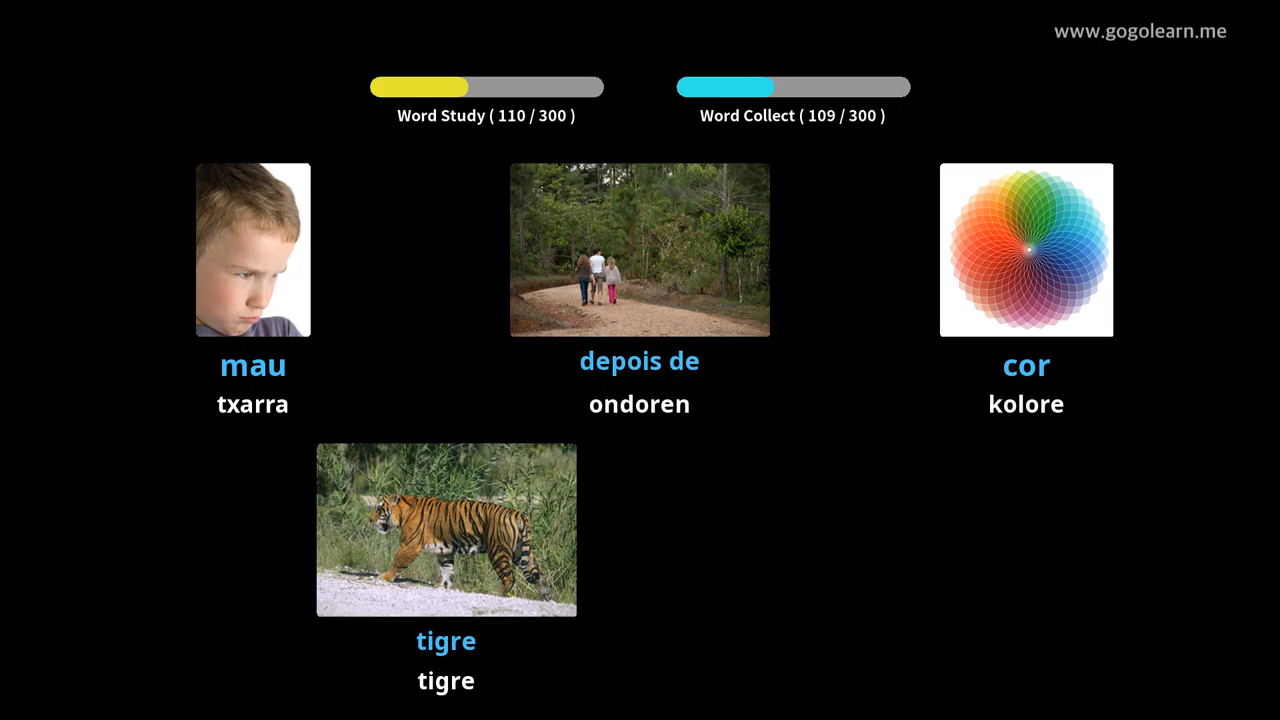 www.gogolearn.me
Word Study ( 110 / 300 )
Word Collect ( 109 / 300 )
mau
txarra
depois de
ondoren
cor
kolore
tigre
tigre